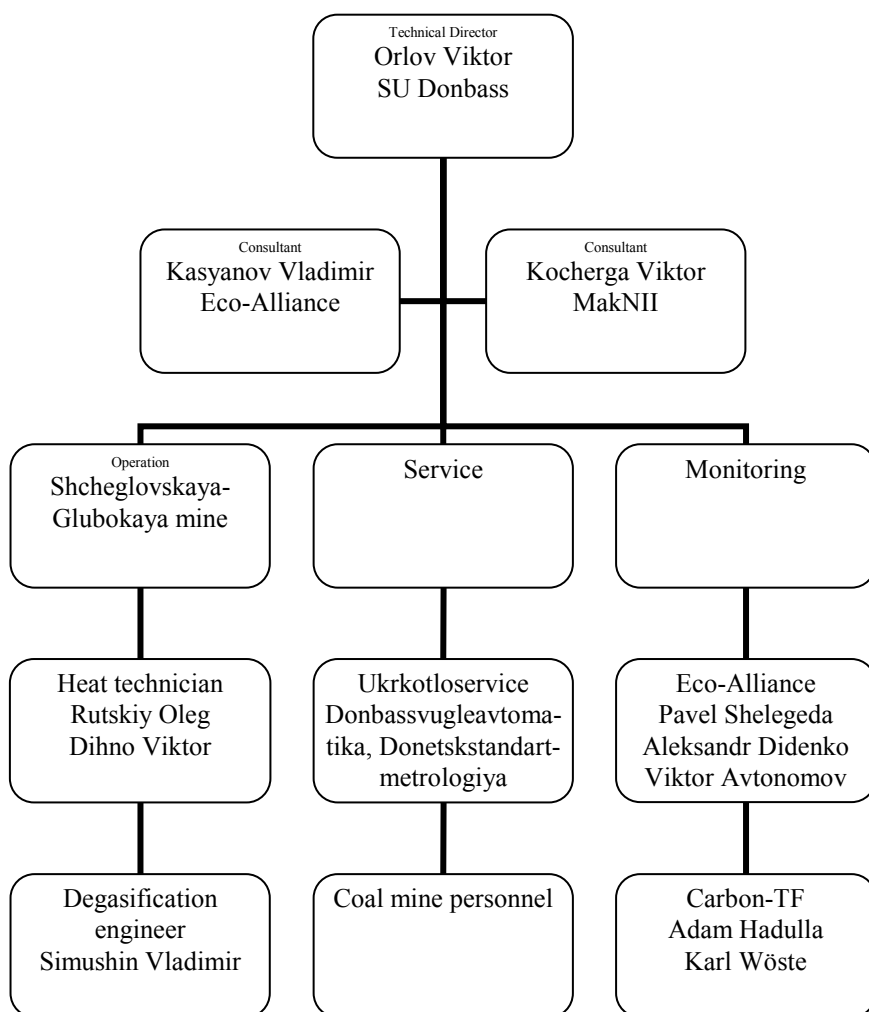 Technical Director
Orlov Viktor
SU Donbass
Consultant
Kasyanov Vladimir
Eco-Alliance
Consultant
Kocherga Viktor
MakNII
Operation
Shcheglovskaya-
Glubokaya mine
Service
Monitoring
Heat technician
Rutskiy Oleg
Dihno Viktor
Ukrkotloservice
Donbassvugleavtoma-
tika, Donetskstandart-
metrologiya
Eco-Alliance
Pavel Shelegeda
Aleksandr Didenko
Viktor Avtonomov
Degasification
engineer
Simushin Vladimir
Coal mine personnel
Carbon-TF
Adam Hadulla
Karl Wöste